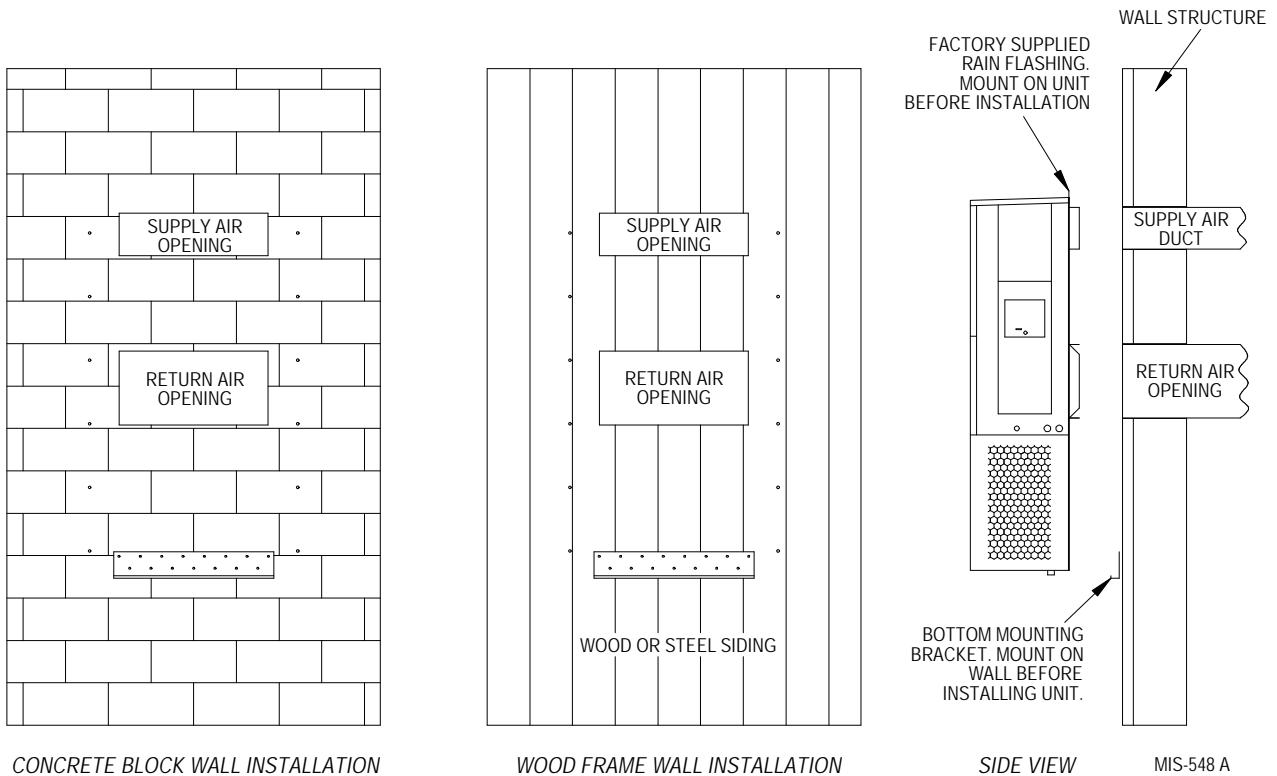 SUPPLY AIR
OPENING
RETURN AIR
OPENING
CONCRETE BLOCK WALL INSTALLATION
SUPPLY AIR
OPENING
RETURN AIR
OPENING
WOOD OR STEEL SIDING
WOOD FRAME WALL INSTALLATION
WALL STRUCTURE
FACTORY SUPPLIED
RAIN FLASHING.
MOUNT ON UNIT
BEFORE INSTALLATION
SUPPLY AIR
DUCT
RETURN AIR
OPENING
BOTTOM MOUNTING
BRACKET. MOUNT ON
WALL BEFORE
INSTALLING UNIT.
SIDE VIEW
MIS-548 A